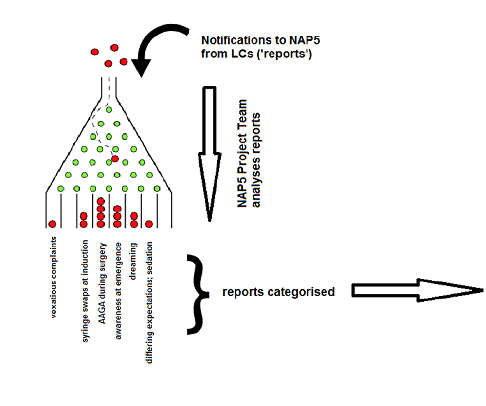 Notifications to NAP5
from LCs ('reports')
NAP5 Project Team
analyses reports
vexatious complaints
syringe swaps at induction
AAGA during surgery
awareness at emergence
dreaming
differing expectations; sedation
reports categorised